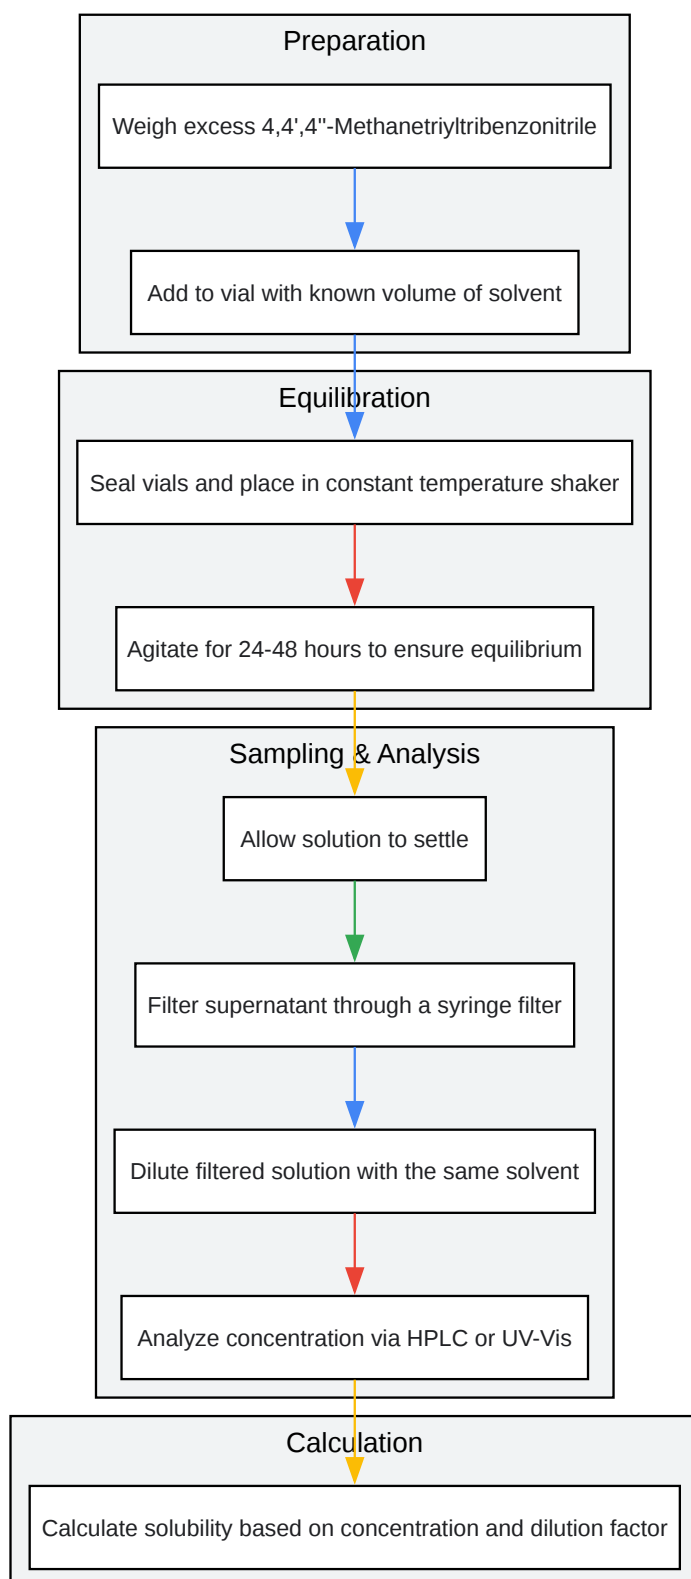 Preparation
Weigh excess 4,4',4"-Methanetriyltribenzonitrile
Add to vial with known volume of solvent
Equilibration
Seal vials and place in constant temperature shaker
Agitate for 24-48 hours to ensure equilibrium
Sampling & Analysis
Allow solution to settle
Filter supernatant through a syringe filter
Dilute filtered solution with the same solvent
Analyze concentration via HPLC or UV-Vis
Calculation
Calculate solubility based on concentration and dilution factor